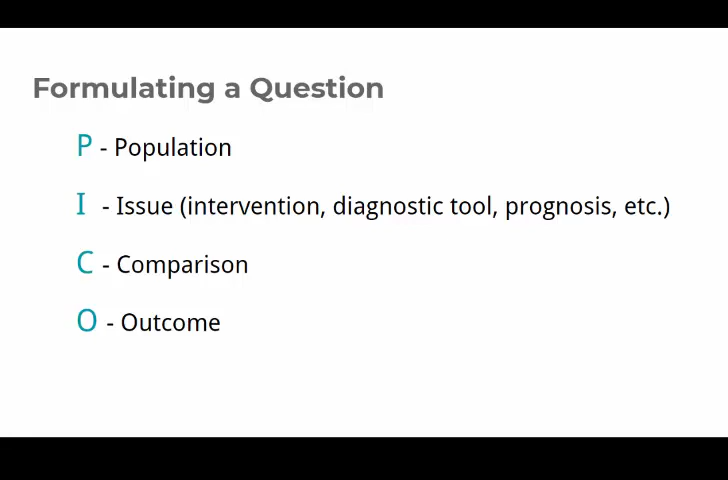 Formulating a Question
P - Population
I - Issue (intervention, diagnostic tool, prognosis, etc.)
C - Comparison
O - Outcome